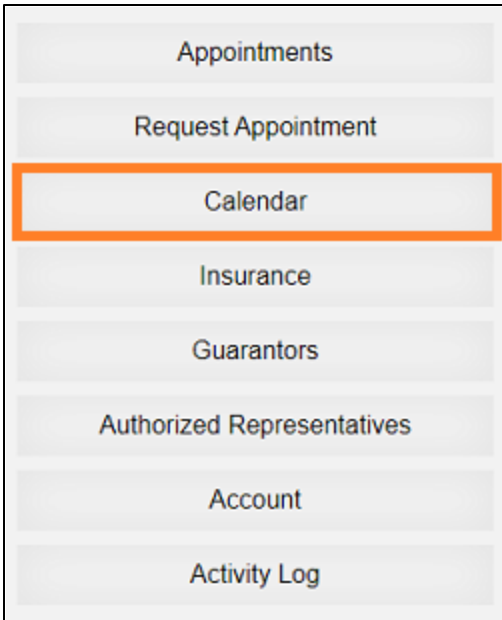 Appointments
Request Appointment
Calendar
Insurance
Guarantors
Authorized Representatives
Account
Activity Log